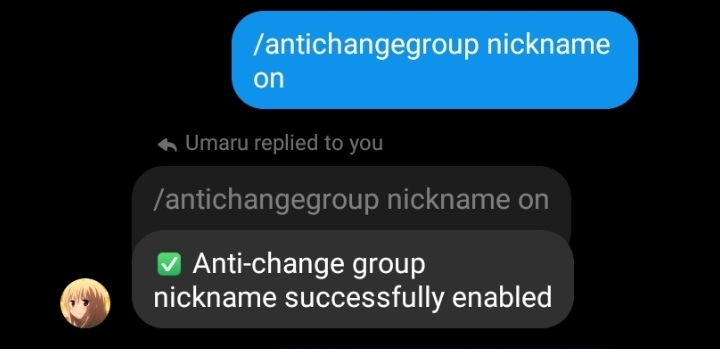 /antichangegroup nickname
on
Umaru replied to you
/antichangegroup nickname on
✅ Anti-change group
nickname successfully enabled